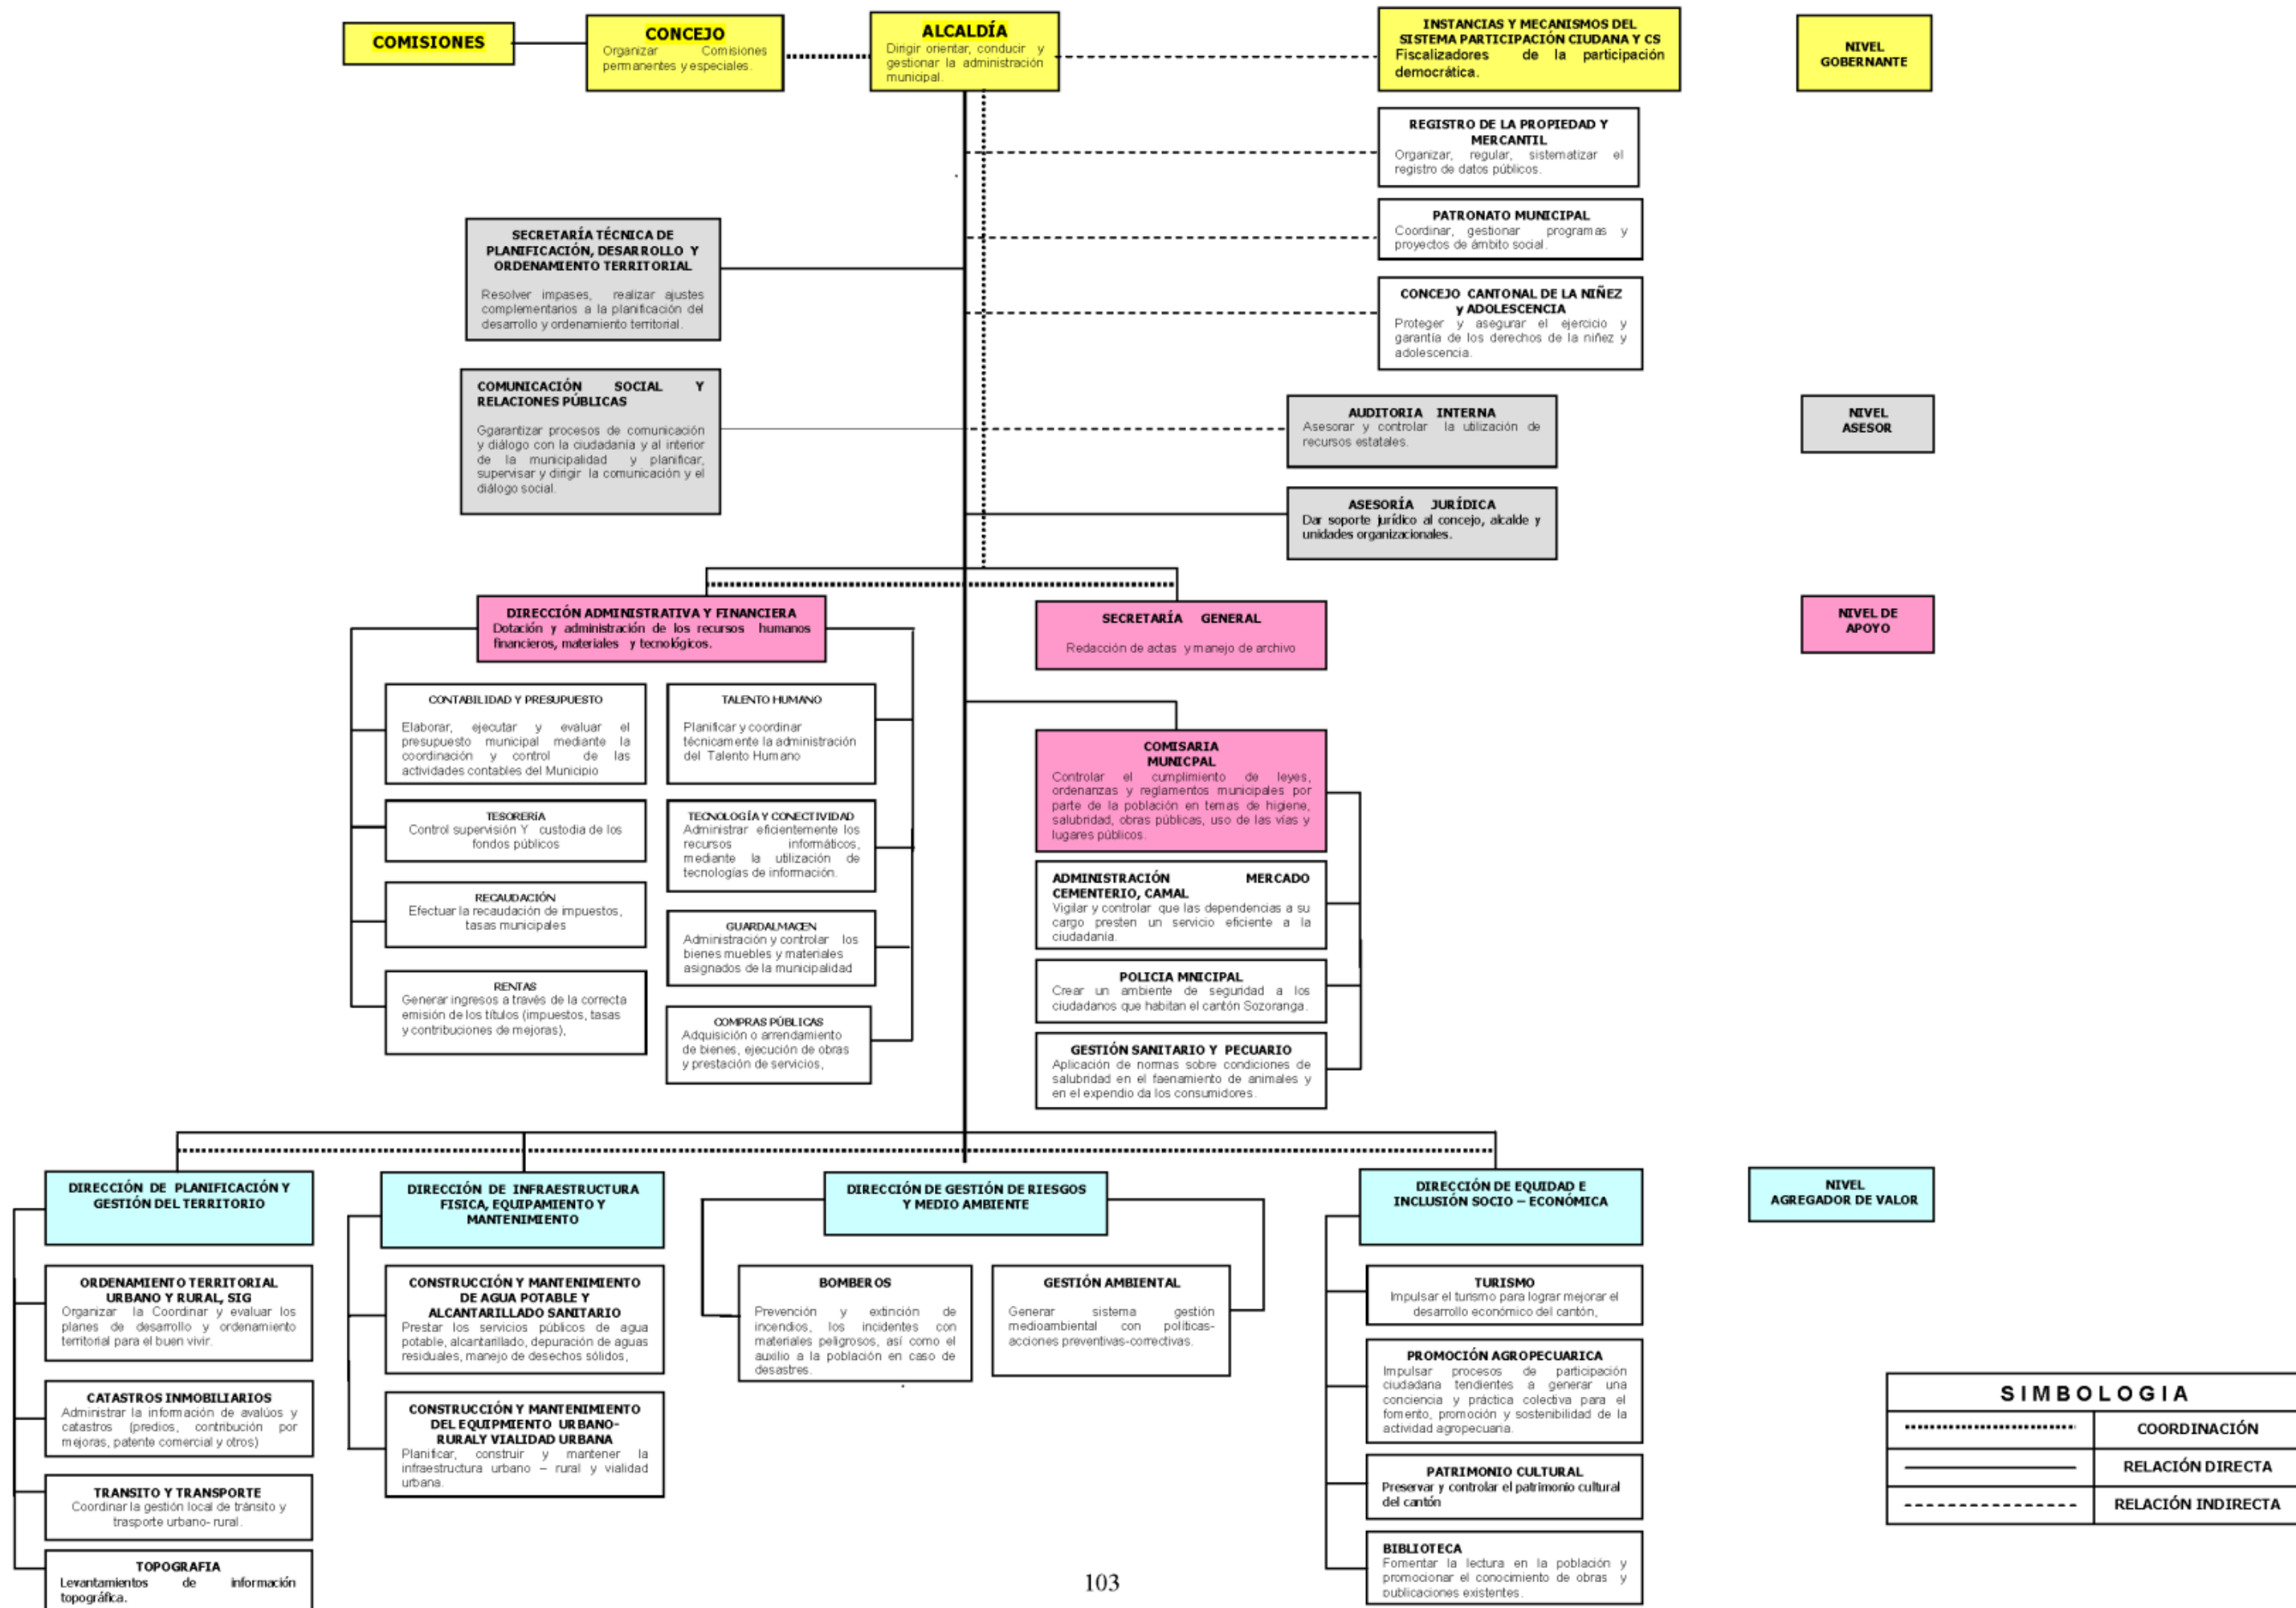 COMISIONES
CONCEJO
Organizar Comisiones
permanentes y especiales.
ALCALDÍA
Dirigir orientar, conducir y
gestionar la administración
municipal.
INSTANCIAS Y MECANISMOS DEL
SISTEMA PARTICIPACIÓN CIUDANA Y CS
Fiscalizadores de la participación
democrática.
NIVEL
GOBERNANTE
REGISTRO DE LA PROPIEDAD Y
MERCANTIL
Organizar, regular, sistematizar el
registro de datos públicos.
PATRONATO MUNICIPAL
Coordinar, gestionar programas y
proyectos de ámbito social.
SECRETARÍA TÉCNICA DE
PLANIFICACIÓN, DESARROLLO Y
ORDENAMIENTO TERRITORIAL
Resolver impases, realizar ajustes
complementarios a la planificación del
desarrollo y ordenamiento territorial.
CONCEJO CANTONAL DE LA NIÑEZ
y ADOLESCENCIA
Proteger y asegurar el ejercicio y
garantía de los derechos de la niñez y
adolescencia.
COMUNICACIÓN SOCIAL Y
RELACIONES PÚBLICAS
Ggarantizar procesos de comunicación
y diálogo con la ciudadanía y al interior
de la municipalidad y planificar,
supervisar y dirigir la comunicación y el
diálogo social.
AUDITORIA INTERNA
Asesorar y controlar la utilización de
recursos estatales.
NIVEL
ASESOR
ASESORÍA JURÍDICA
Dar soporte jurídico al concejo, alcalde y
unidades organizacionales.
DIRECCIÓN ADMINISTRATIVA Y FINANCIERA
Dotación y administración de los recursos humanos
financieros, materiales y tecnológicos.
SECRETARÍA GENERAL
Redacción de actas y manejo de archivo
NIVEL DE
APOYO
CONTABILIDAD Y PRESUPUESTO
Elaborar, ejecutar y evaluar el
presupuesto municipal mediante la
coordinación y control de las
actividades contables del Municipio
TALENTO HUMANO
Planificar y coordinar
técnicamente la administración
del Talento Humano
TESORERÍA
Control supervisión Y custodia de los
fondos públicos
TECNOLOGÍA Y CONECTIVIDAD
Administrar eficientemente los
recursos informáticos,
mediante la utilización de
tecnologías de información.
RECAUDACIÓN
Efectuar la recaudación de impuestos,
tasas municipales
GUARDALMACEN
Administración y controlar los
bienes muebles y materiales
asignados de la municipalidad
RENTAS
Generar ingresos a través de la correcta
emisión de los títulos (impuestos, tasas
y contribuciones de mejoras),
COMPRAS PÚBLICAS
Adquisición o arrendamiento
de bienes, ejecución de obras
y prestación de servicios,
COMISARIA
MUNICPAL
Controlar el cumplimiento de leyes,
ordenanzas y reglamentos municipales por
parte de la población en temas de higiene,
salubridad, obras públicas, uso de las vías y
lugares públicos.
ADMINISTRACIÓN MERCADO
CEMENTERIO, CAMAL
Vigilar y controlar que las dependencias a su
cargo presten un servicio eficiente a la
ciudadanía.
POLICIA MNICIPAL
Crear un ambiente de seguridad a los
ciudadanos que habitan el cantón Sozoranga.
GESTIÓN SANITARIO Y PECUARIO
Aplicación de normas sobre condiciones de
salubridad en el faenamiento de animales y
en el expendio da los consumidores.
DIRECCIÓN DE PLANIFICACIÓN Y
GESTIÓN DEL TERRITORIO
DIRECCIÓN DE INFRAESTRUCTURA
FISICA, EQUIPAMIENTO Y
MANTENIMIENTO
DIRECCIÓN DE GESTIÓN DE RIESGOS
Y MEDIO AMBIENTE
DIRECCIÓN DE EQUIDAD E
INCLUSIÓN SOCIO – ECONÓMICA
NIVEL
AGREGADOR DE VALOR
ORDENAMIENTO TERRITORIAL
URBANO Y RURAL, SIG
Organizar la Coordinar y evaluar los
planes de desarrollo y ordenamiento
territorial para el buen vivir.
CATASTROS INMOBILIARIOS
Administrar la información de avalúos y
catastros (predios, contribución por
mejoras, patente comercial y otros)
TRANSITO Y TRANSPORTE
Coordinar la gestión local de tránsito y
trasporte urbano- rural.
TOPOGRAFIA
Levantamientos de información
topográfica.
CONSTRUCCIÓN Y MANTENIMIENTO
DE AGUA POTABLE Y
ALCANTARILLADO SANITARIO
Prestar los servicios públicos de agua
potable, alcantarillado, depuración de aguas
residuales, manejo de desechos sólidos,
CONSTRUCCIÓN Y MANTENIMIENTO
DEL EQUIPMIENTO URBANO-
RURALY VIALIDAD URBANA
Planificar, construir y mantener la
infraestructura urbano – rural y vialidad
urbana.
BOMBEROS
Prevención y extinción de
incendios, los incidentes con
materiales peligrosos, así como el
auxilio a la población en caso de
desastres.
GESTIÓN AMBIENTAL
Generar sistema gestión
medioambiental con políticas-
acciones preventivas-correctivas.
TURISMO
Impulsar el turismo para lograr mejorar el
desarrollo económico del cantón,
PROMOCIÓN AGROPECUARICA
Impulsar procesos de participación
ciudadana tendientes a generar una
conciencia y práctica colectiva para el
fomento, promoción y sostenibilidad de la
actividad agropecuaria.
PATRIMONIO CULTURAL
Preservar y controlar el patrimonio cultural
del cantón
BIBLIOTECA
Fomentar la lectura en la población y
promocionar el conocimiento de obras y
publicaciones existentes.
SIMBOLOGIA
COORDINACIÓN
RELACIÓN DIRECTA
RELACIÓN INDIRECTA
103